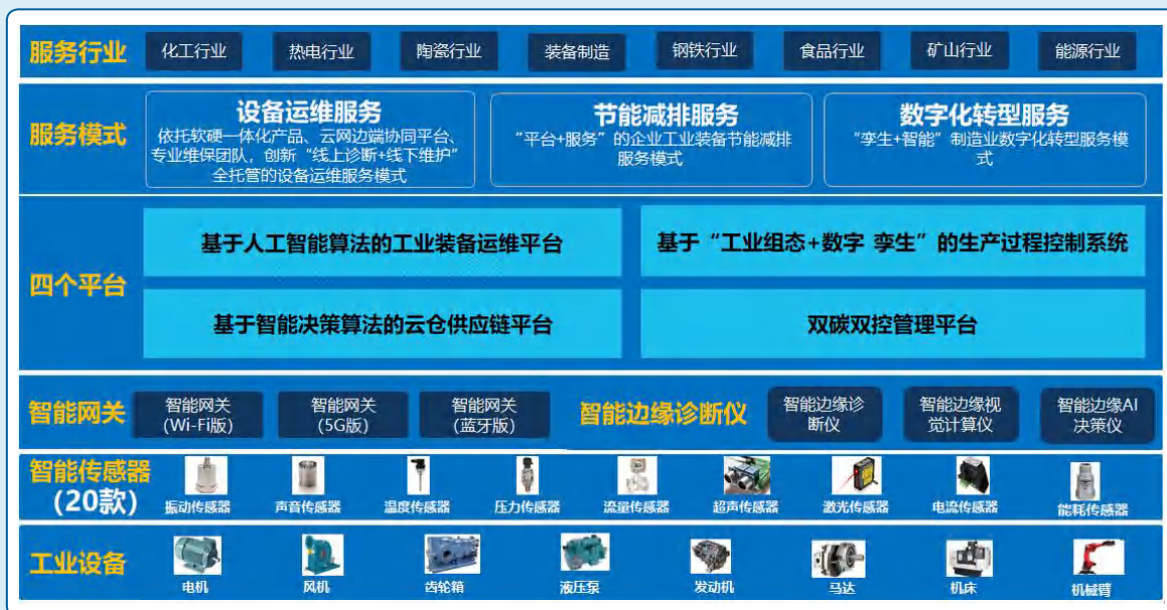 服务行业
化工行业
热电行业
陶瓷行业
装备制造
钢铁行业
食品行业
矿山行业
能源行业
服务模式
设备运维服务
依托软硬一体化产品、云网边端协同平台、
专业维保团队，创新“线上诊断+线下维护”
全托管的设备运维服务模式
节能减排服务
“平台+服务”的企业工业装备节能减排
服务模式
数字化转型服务
“孪生+智能”制造业数字化转型服务模
式
四个平台
基于人工智能算法的工业装备运维平台
基于“工业组态+数字 孪生”的生产过程控制系统
基于智能决策算法的云仓供应链平台
双碳双控管理平台
智能网关
智能网关
(Wi-Fi版)
智能网关
(5G版)
智能网关
(蓝牙版)
智能边缘诊断仪
智能边缘诊
断仪
智能边缘视
觉计算仪
智能边缘AI
决策仪
智能传感器
(20款)
振动传感器
声音传感器
温度传感器
压力传感器
流量传感器
超声传感器
激光传感器
电流传感器
能耗传感器
工业设备
电机
风机
齿轮箱
液压泵
发动机
马达
机床
机械臂